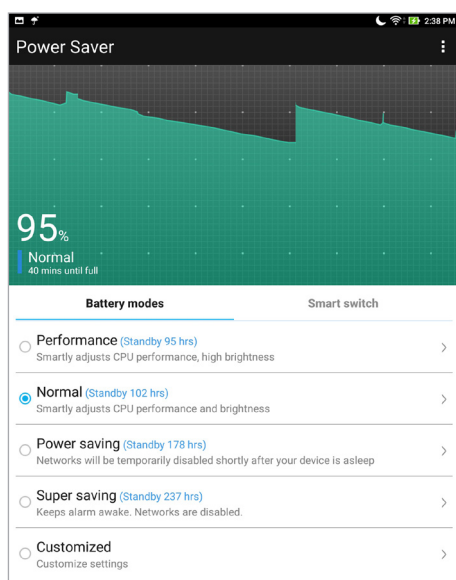 2:38 PM
Power Saver
95%
Normal
40 mins until full
Battery modes
Smart switch
Performance (Standby 95 hrs)
Smartly adjusts CPU performance, high brightness
Normal (Standby 102 hrs)
Smartly adjusts CPU performance and brightness
Power saving (Standby 178 hrs)
Networks will be temporarily disabled shortly after your device is asleep
Super saving (Standby 237 hrs)
Keeps alarm awake. Networks are disabled.
Customized
Customize settings